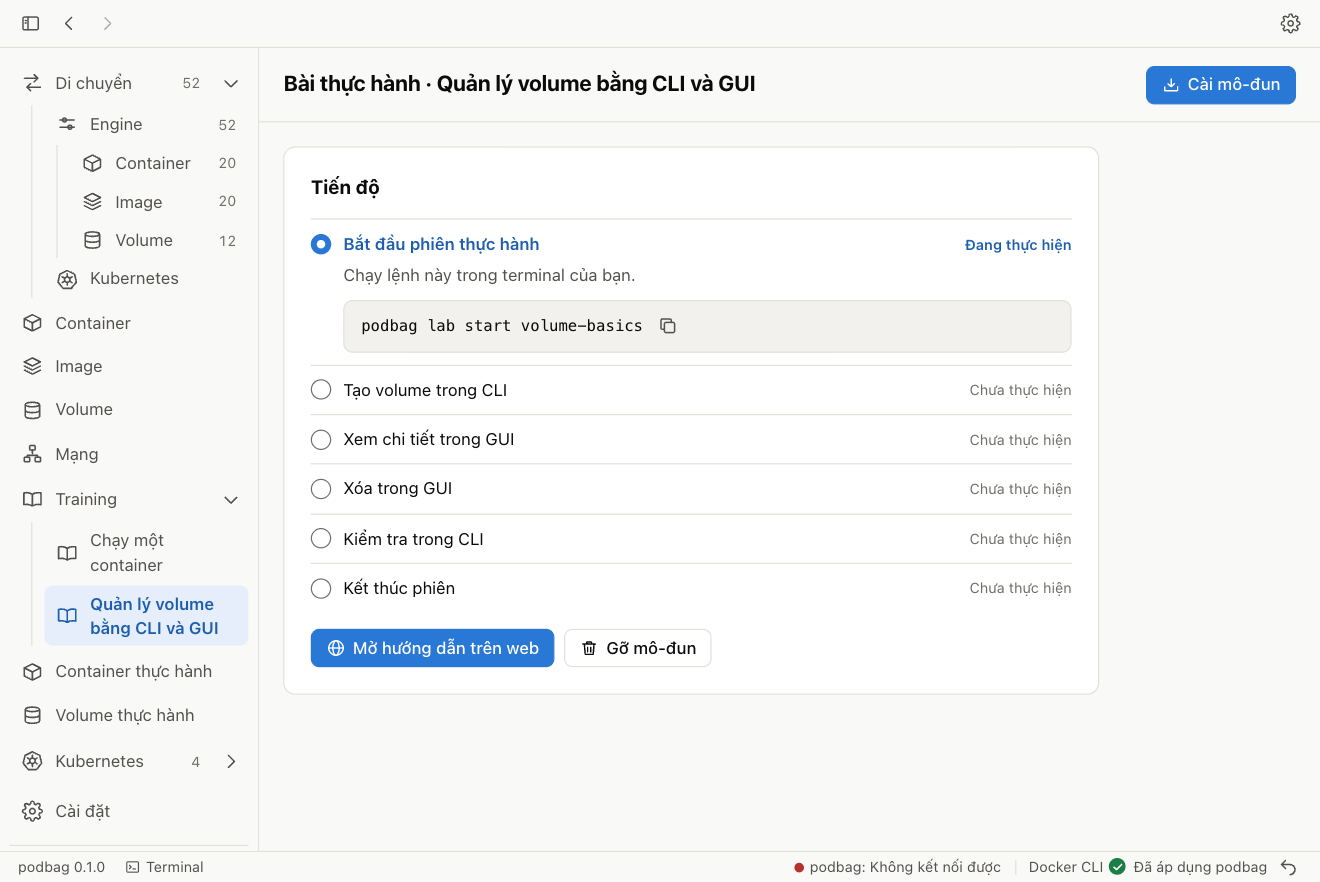 Di chuyển 52
Engine 52
Container 20
Image 20
Volume 12
Kubernetes
Container
Image
Volume
Mạng
Training
Chạy một
container
Quản lý volume
bằng CLI và GUI
Container thực hành
Volume thực hành
Kubernetes 4
Cài đặt
Bài thực hành · Quản lý volume bằng CLI và GUI
Cài mô-đun
Tiến độ
Bắt đầu phiên thực hành Đang thực hiện
Chạy lệnh này trong terminal của bạn.
podbag lab start volume-basics
Tạo volume trong CLI Chưa thực hiện
Xem chi tiết trong GUI Chưa thực hiện
Xóa trong GUI Chưa thực hiện
Kiểm tra trong CLI Chưa thực hiện
Kết thúc phiên Chưa thực hiện
Mở hướng dẫn trên web Gỡ mô-đun
podbag 0.1.0 Terminal podbag: Không kết nối được Docker CLI Đã áp dụng podbag